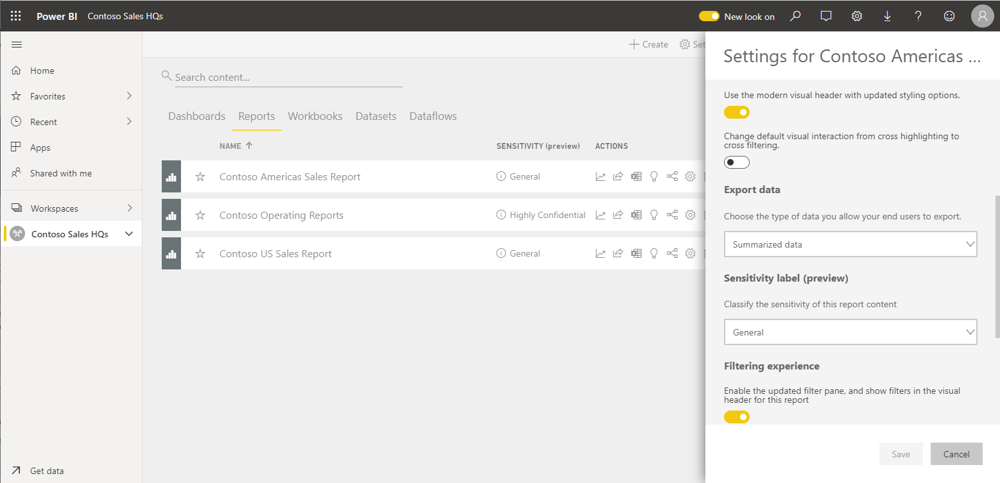 Power BI Contoso Sales HQs
New look on
Home
Favorites
Recent
Apps
Shared with me
Workspaces
Contoso Sales HQs
Get data
Create
Search content...
Dashboards Reports Workbooks Datasets Dataflows
NAME SENSITIVITY (preview) ACTIONS
Contoso Americas Sales Report General
Contoso Operating Reports Highly Confidential
Contoso US Sales Report General
Settings for Contoso Americas ...
Use the modern visual header with updated styling options.
Change default visual interaction from cross highlighting to
cross filtering.
Export data
Choose the type of data you allow your end users to export.
Summarized data
Sensitivity label (preview)
Classify the sensitivity of this report content
General
Filtering experience
Enable the updated filter pane, and show filters in the visual
header for this report
Save Cancel